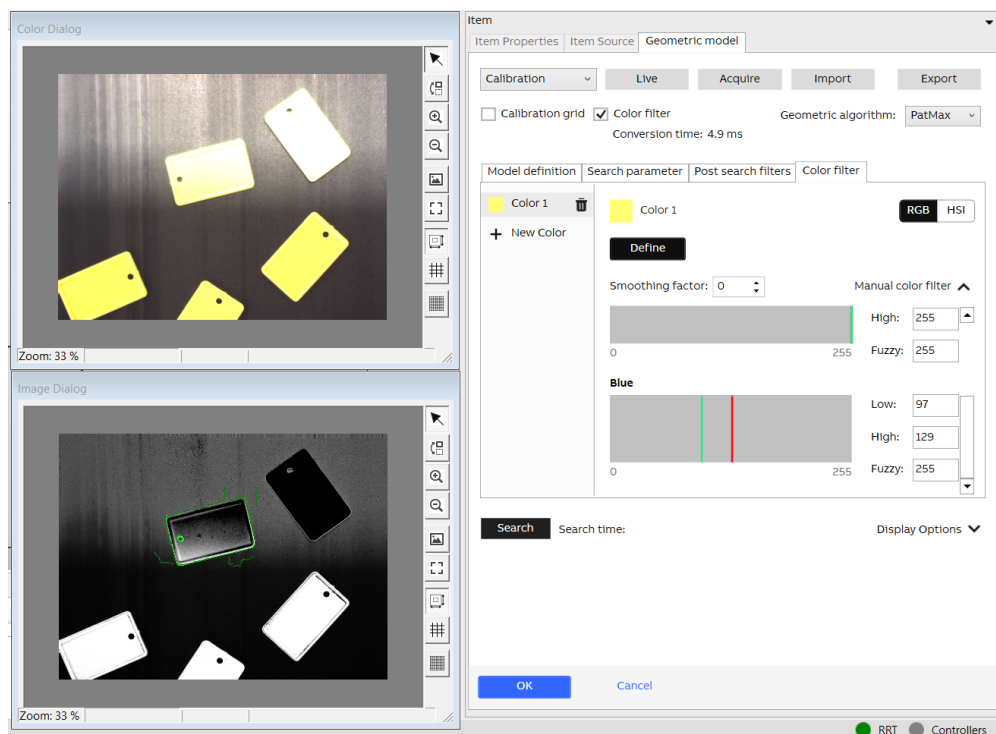 Color Dialog
Zoom: 33 %
Image Dialog
Zoom: 33 %
Item
Item Properties Item Source Geometric model
Calibration Live Acquire Import Export
Calibration grid Color filter Geometric algorithm: PatMax
Conversion time: 4.9 ms
Model definition Search parameter Post search filters Color filter
Color 1 Color 1 RGB HSI
+ New Color
Define
Smoothing factor: 0 Manual color filter
High: 255
0 255 Fuzzy: 255
Blue
Low: 97
High: 129
0 255 Fuzzy: 255
Search Search time: Display Options
OK Cancel
RRT Controllers